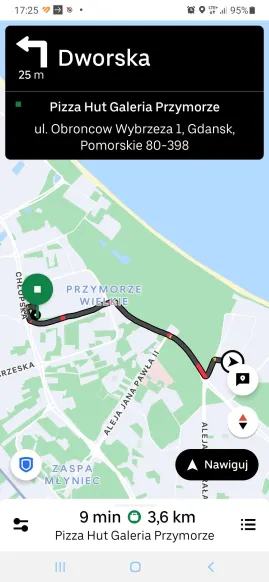 17:25
95%
Dworska
25 m
Pizza Hut Galeria Przymorze
ul. Obroncow Wybrzeza 1, Gdansk,
Pomorskie 80-398
CHŁOPSKA
PRZYMORZE
WIELKIE
RZESKA
ALEJA JANA PAWŁA II
ALEJA
ZASPA
MŁYNIEC
Nawiguj
9 min 3,6 km
Pizza Hut Galeria Przymorze